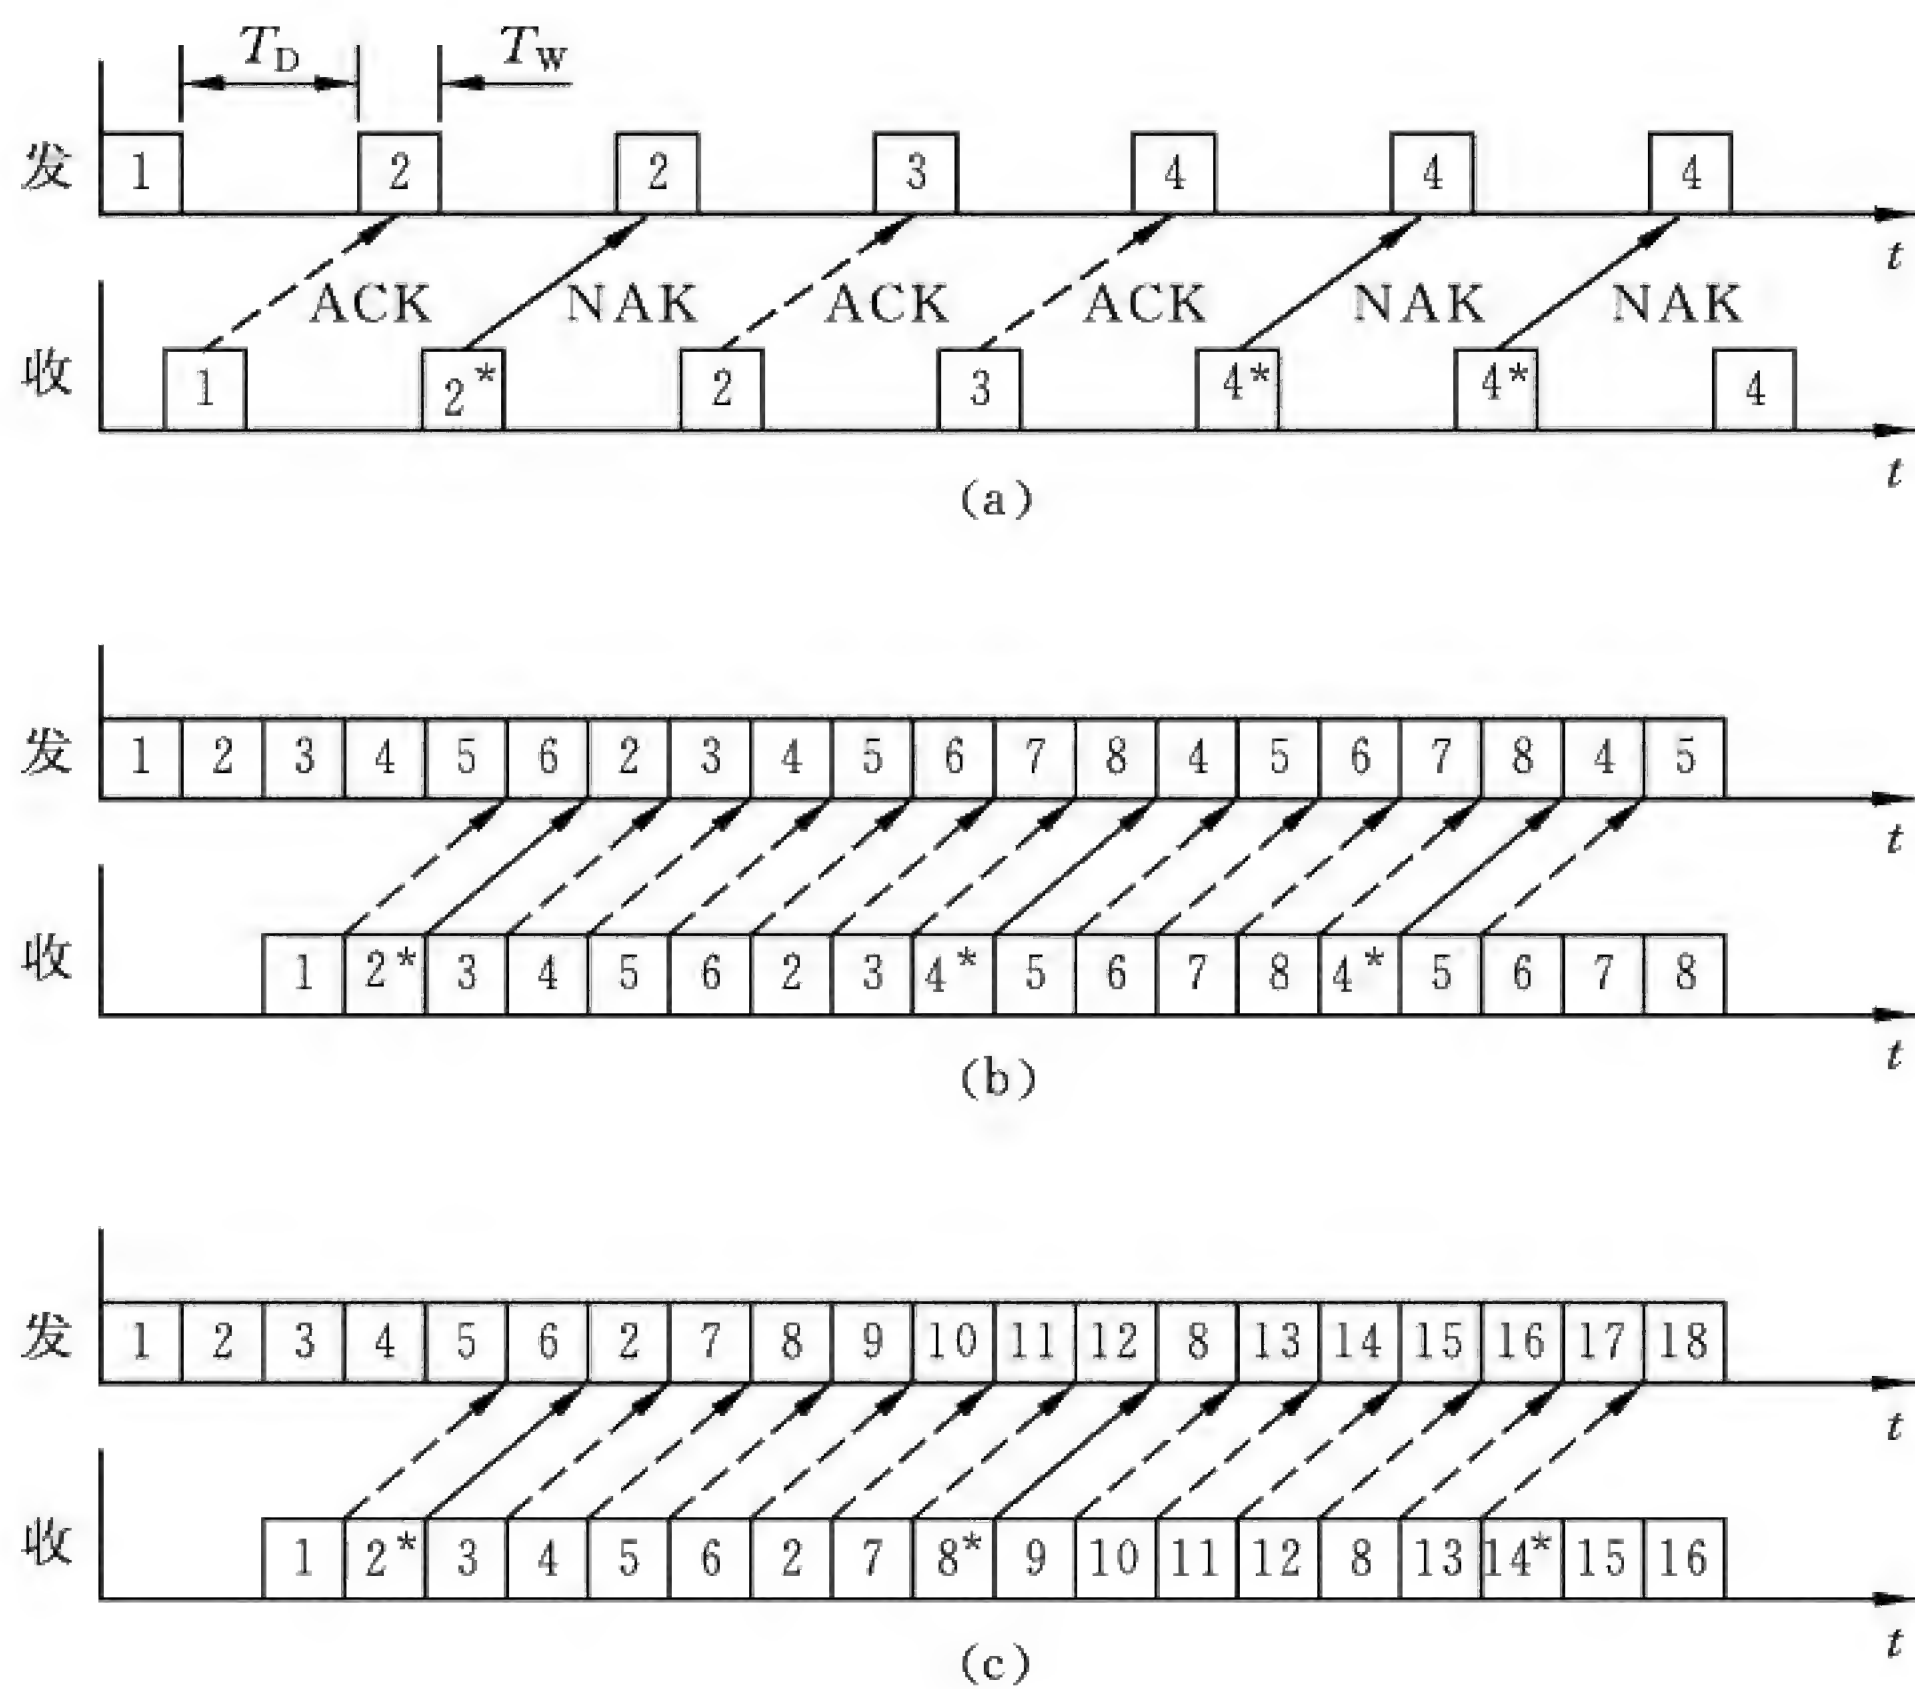 T_D T_W
发 1 2 2 3 4 4 4
t
ACK NAK ACK ACK NAK NAK
收 1 2* 2 3 4* 4* 4
t
(a)
发 1 2 3 4 5 6 2 3 4 5 6 7 8 4 5 6 7 8 4 5
t
收 1 2* 3 4 5 6 2 3 4* 5 6 7 8 4* 5 6 7 8
t
(b)
发 1 2 3 4 5 6 2 7 8 9 10 11 12 8 13 14 15 16 17 18
t
收 1 2* 3 4 5 6 2 7 8* 9 10 11 12 8 13 14* 15 16
t
(c)